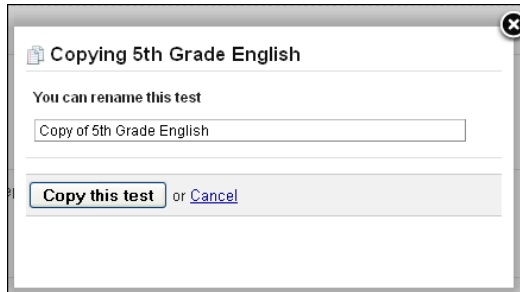 Copying 5th Grade English
You can rename this test
Copy of 5th Grade English
Copy this test or Cancel